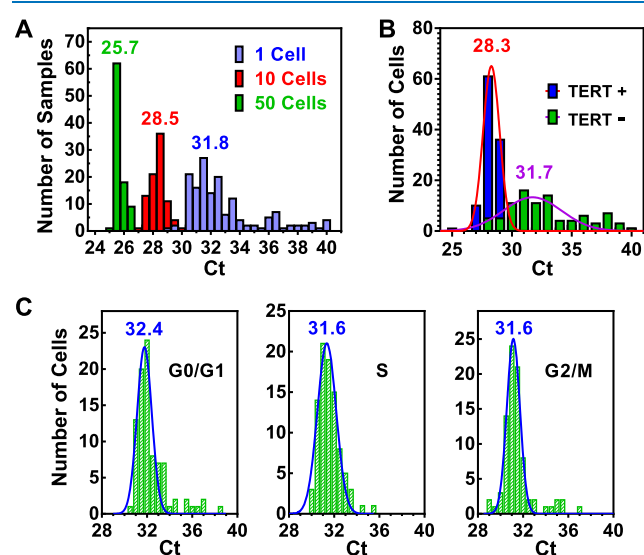 A
Number of Samples
70
60
50
40
30
20
10
0
25.7
28.5
31.8
1 Cell
10 Cells
50 Cells
24 26 28 30 32 34 36 38 40
Ct
B
Number of Cells
80
60
40
20
0
28.3
31.7
TERT +
TERT -
25 30 35 40
Ct
C
Number of Cells
25
20
15
10
5
0
32.4
G0/G1
28 32 36 40
Ct
25
20
15
10
5
0
31.6
S
28 32 36 40
Ct
20
10
0
31.6
G2/M
28 32 36 40
Ct